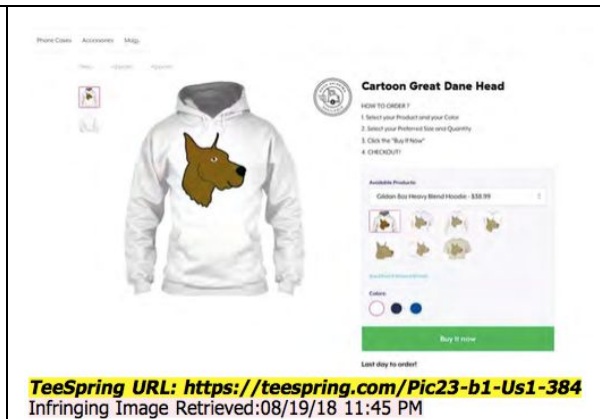 Phone Cases Accessories Mugs
Cartoon Great Dane Head
HOW TO ORDER ?
1. Select your Product and your Color
2. Select your Preferred Size and Quantity
3. Click the "Buy it Now"
4. CHECKOUT!
Available Products:
Gildan 8oz Heavy Blend Hoodie - $38.99
Colors:
Buy it now
Last day to order!
TeeSpring URL: https://teespring.com/Pic23-b1-Us1-384
Infringing Image Retrieved:08/19/18 11:45 PM